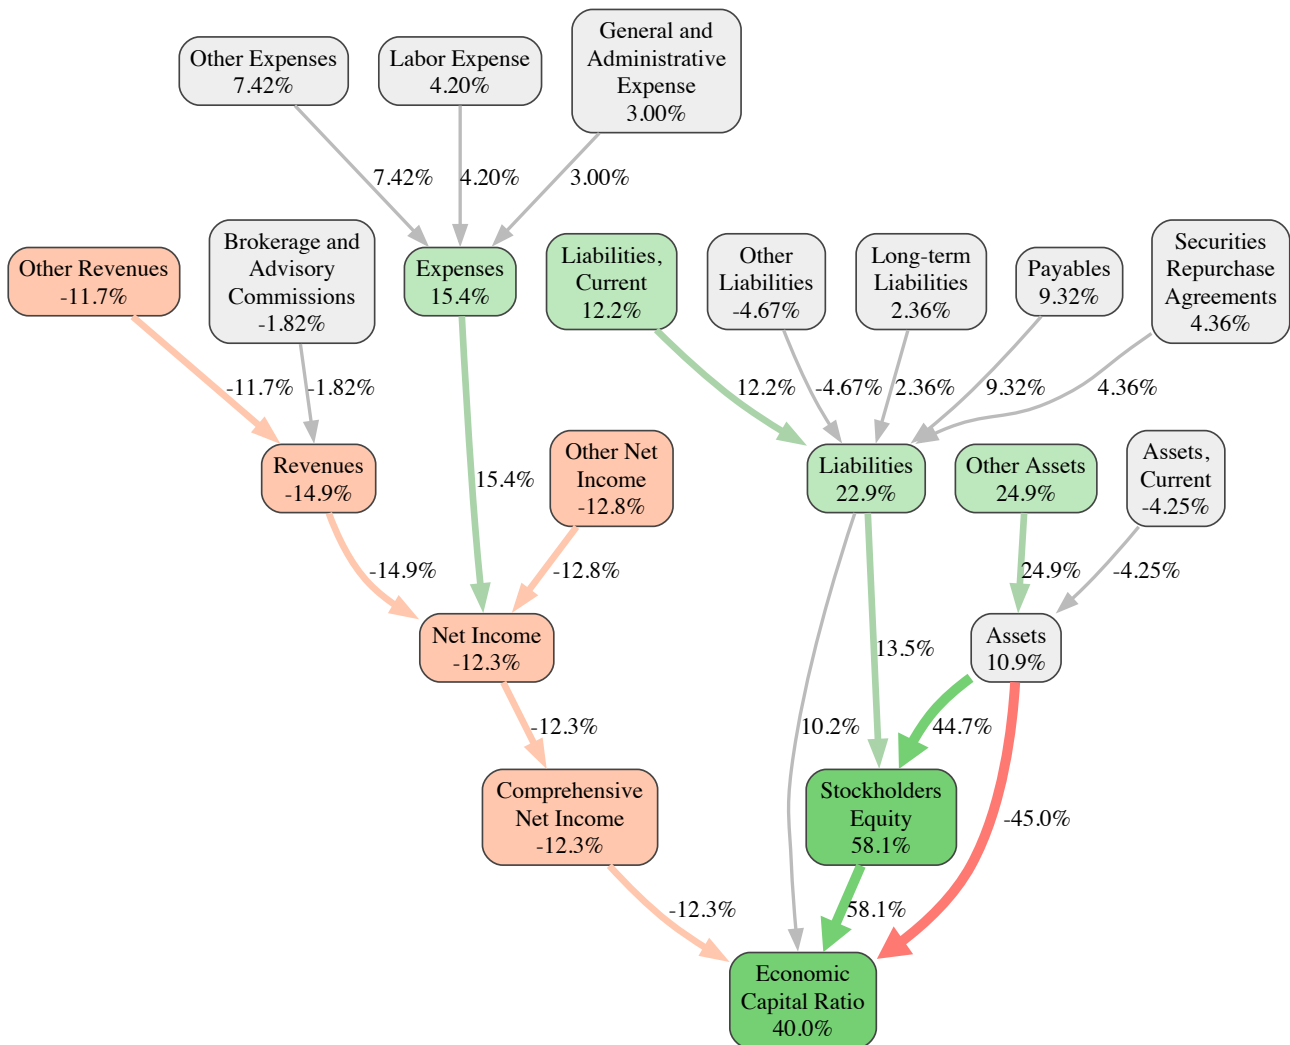 Other Expenses
7.42%
Labor Expense
4.20%
General and
Administrative
Expense
3.00%
7.42%
4.20%
3.00%
Other Revenues
-11.7%
Brokerage and
Advisory
Commissions
-1.82%
Expenses
15.4%
Liabilities,
Current
12.2%
Other
Liabilities
-4.67%
Long-term
Liabilities
2.36%
Payables
9.32%
Securities
Repurchase
Agreements
4.36%
-11.7%
-1.82%
12.2%
-4.67%
2.36%
9.32%
4.36%
Revenues
-14.9%
15.4%
Other Net
Income
-12.8%
Liabilities
22.9%
Other Assets
24.9%
Assets,
Current
-4.25%
-14.9%
-12.8%
24.9%
-4.25%
Net Income
-12.3%
13.5%
Assets
10.9%
-12.3%
10.2%
44.7%
Comprehensive
Net Income
-12.3%
Stockholders
Equity
58.1%
-45.0%
-12.3%
58.1%
Economic
Capital Ratio
40.0%